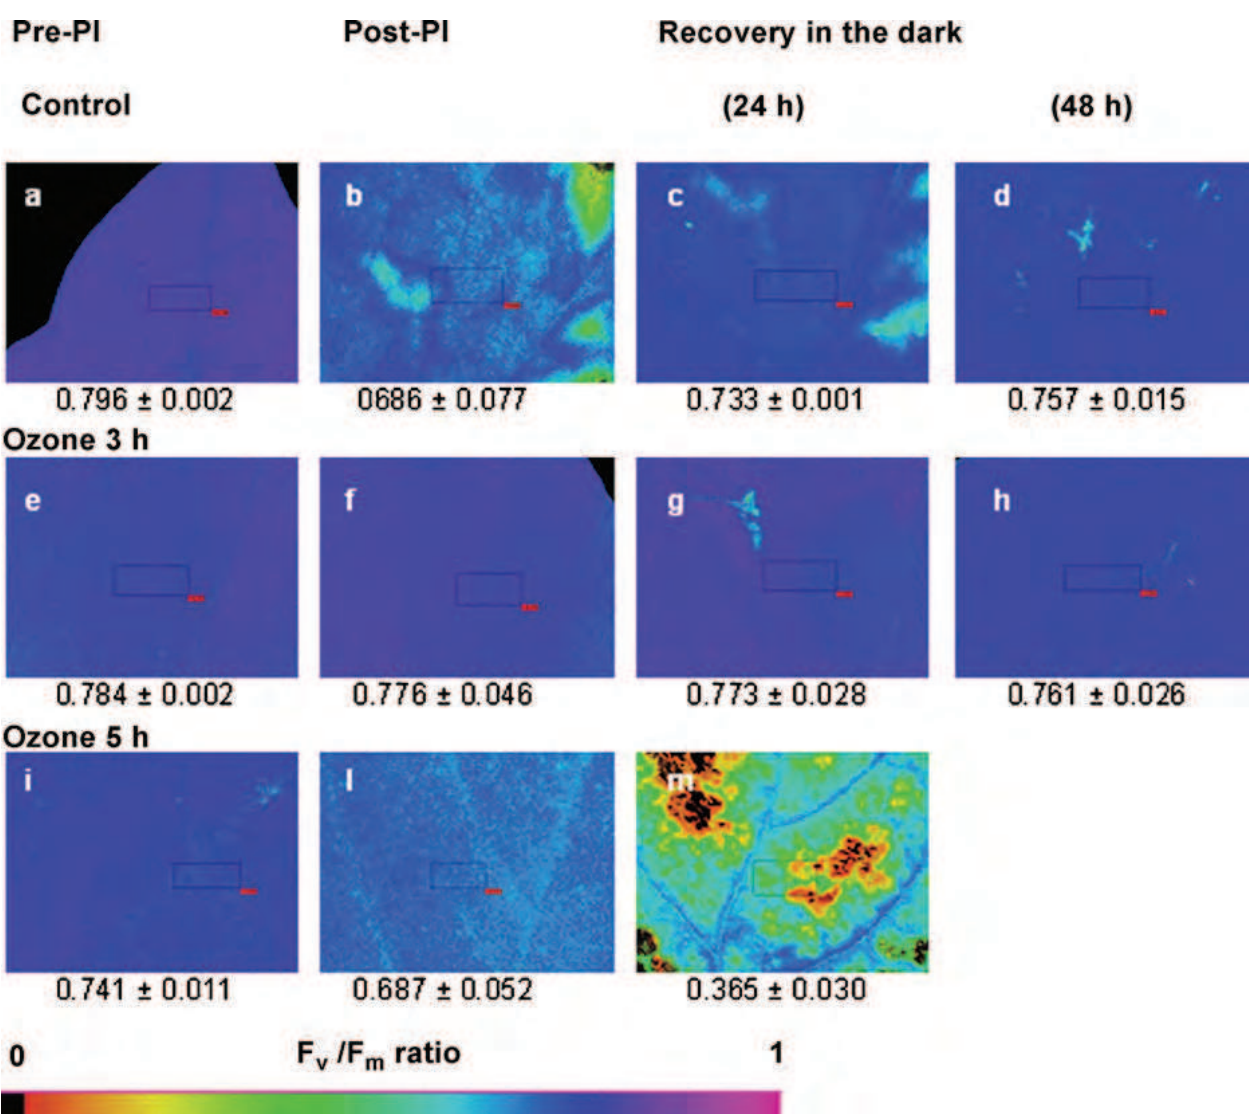 Pre-PI Post-PI Recovery in the dark
Control (24 h) (48 h)
a b c d
0.796 ± 0.002 0686 ± 0.077 0.733 ± 0.001 0.757 ± 0.015
Ozone 3 h
e f g h
0.784 ± 0.002 0.776 ± 0.046 0.773 ± 0.028 0.761 ± 0.026
Ozone 5 h
i l m
0.741 ± 0.011 0.687 ± 0.052 0.365 ± 0.030
0 Fv /Fm ratio 1